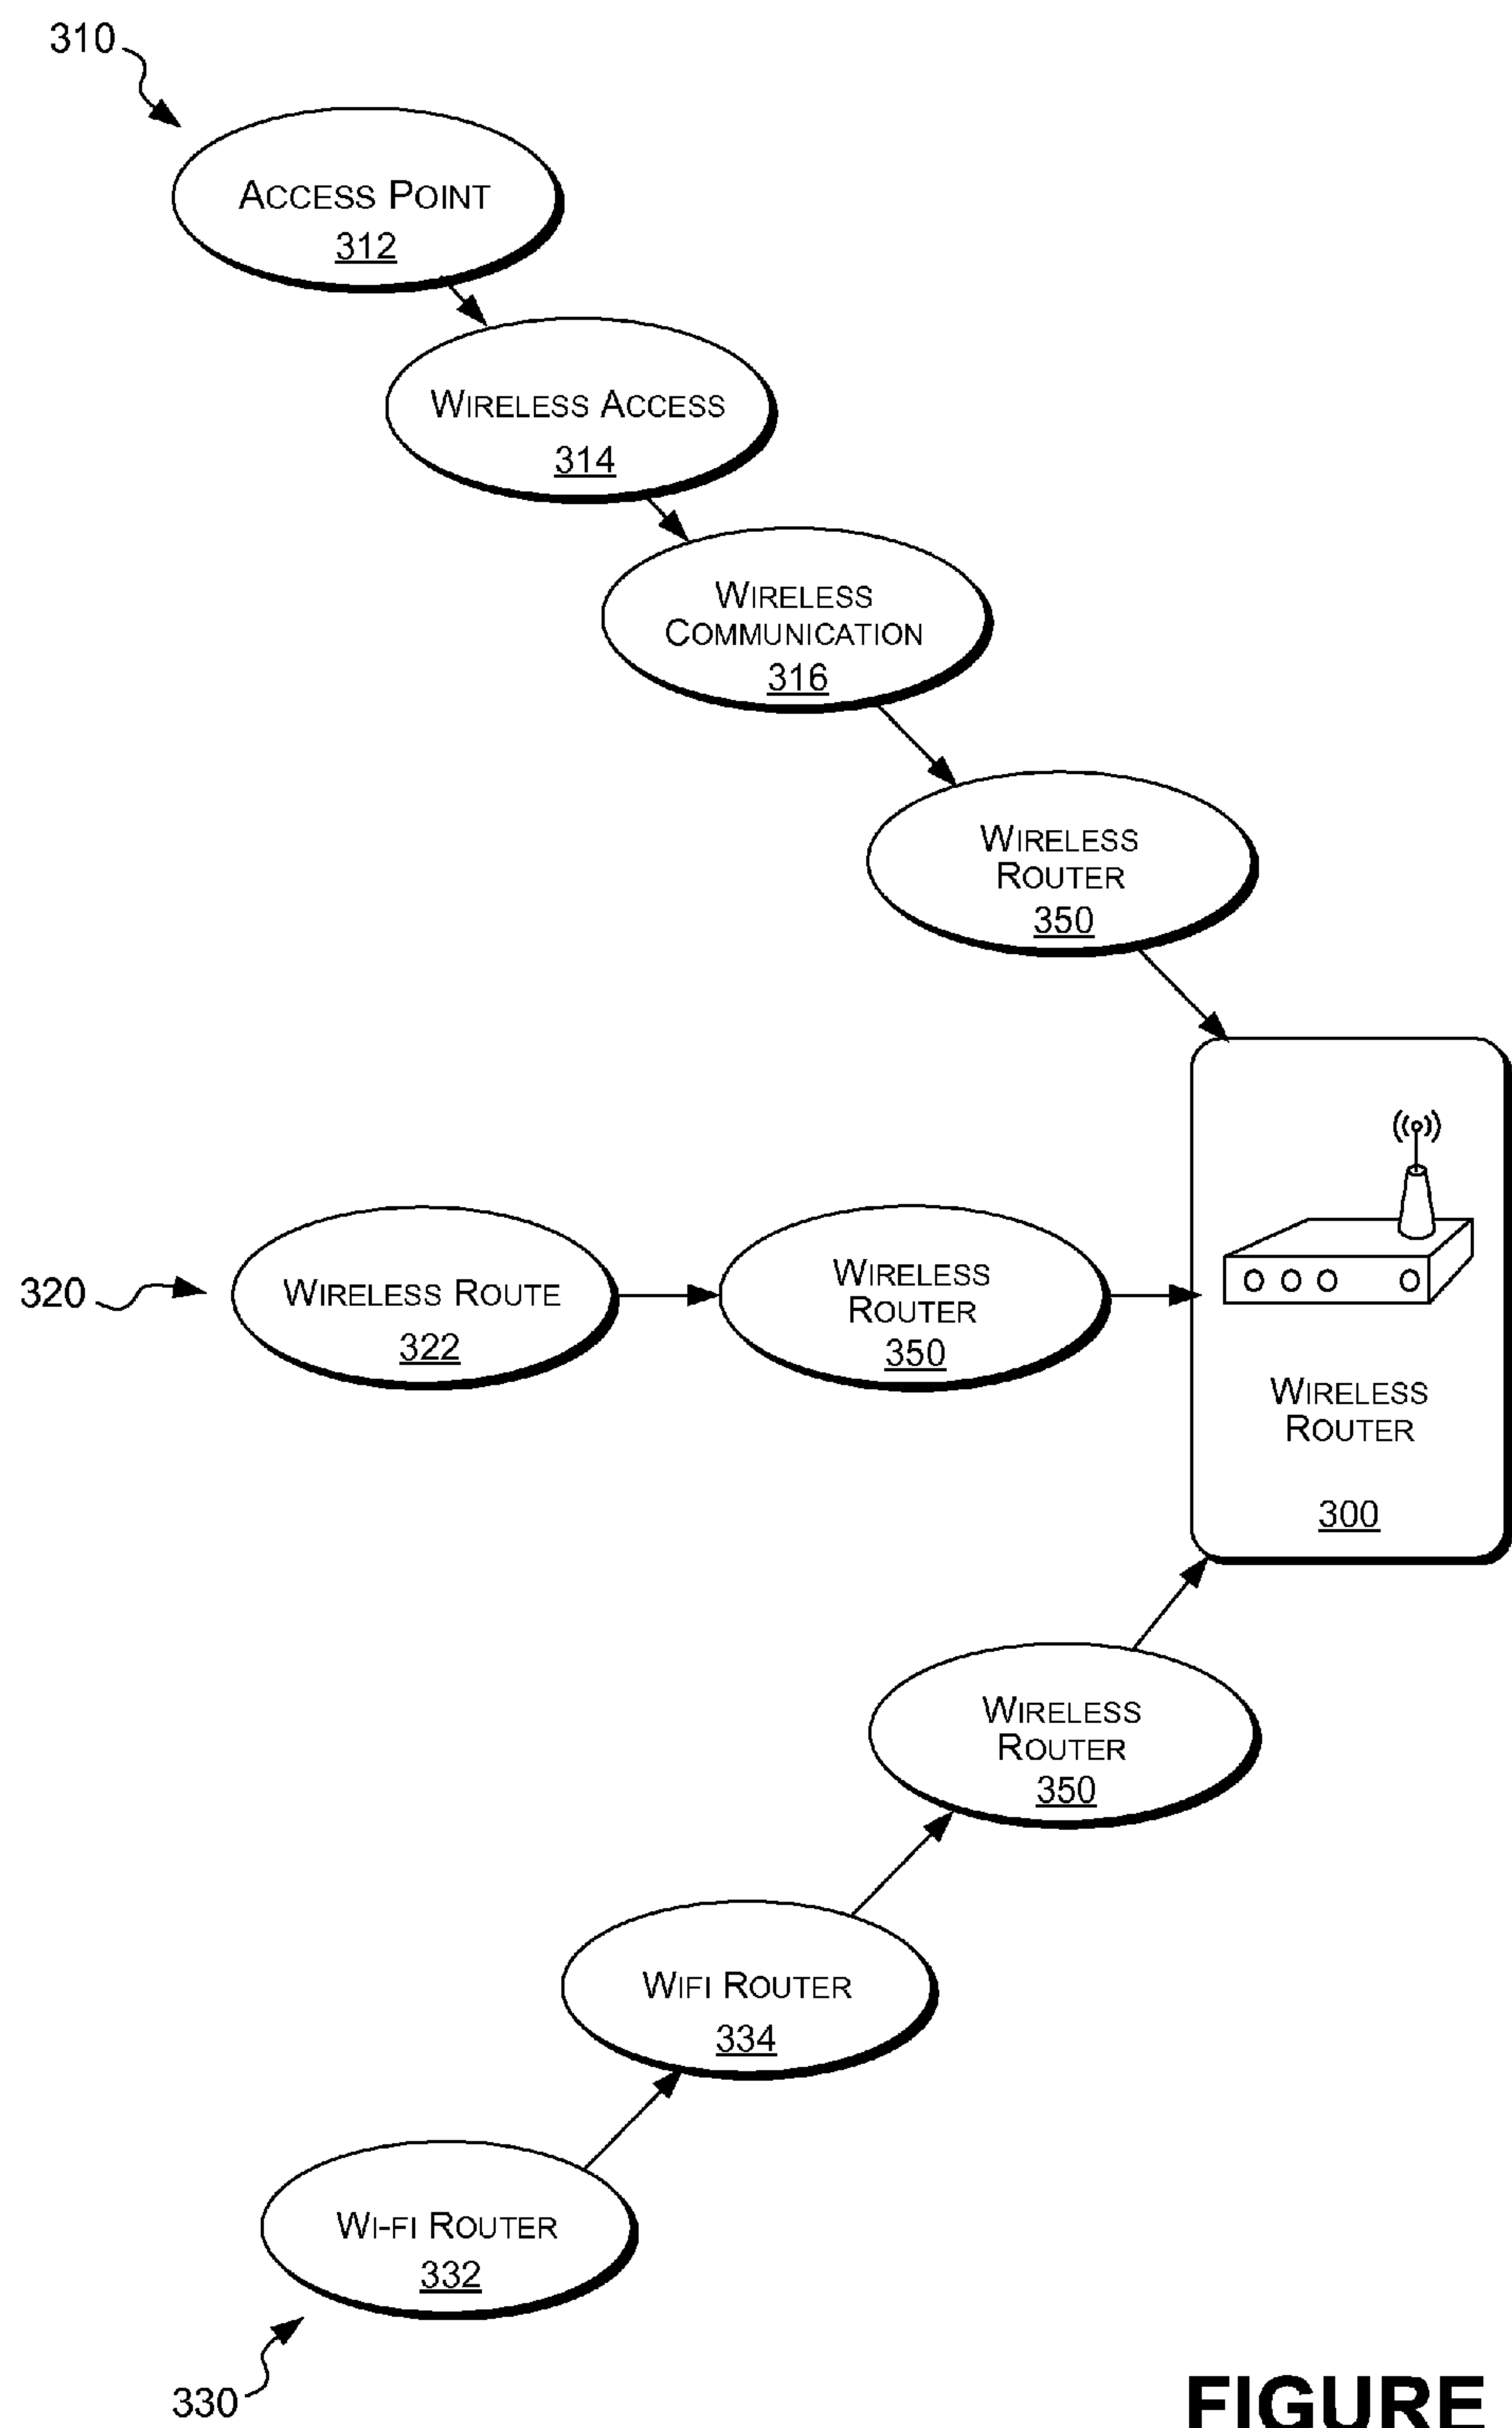 310
ACCESS POINT
312
WIRELESS ACCESS
314
WIRELESS
COMMUNICATION
316
WIRELESS
ROUTER
350
320
WIRELESS ROUTE
322
WIRELESS
ROUTER
350
WIRELESS
ROUTER
300
WIRELESS
ROUTER
350
WIFI ROUTER
334
WI-FI ROUTER
332
330
FIGURE